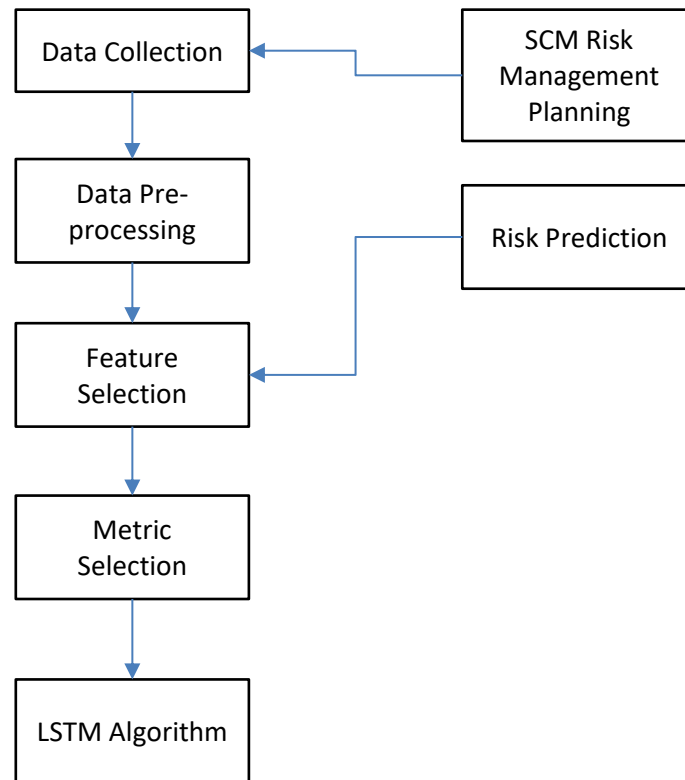 Data Collection
SCM Risk
Management
Planning
Data Pre-
processing
Risk Prediction
Feature
Selection
Metric
Selection
LSTM Algorithm